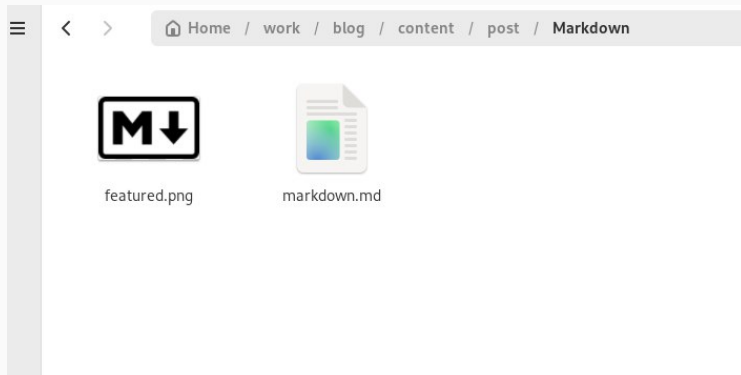 Home / work / blog / content / post / Markdown
M
featured.png
markdown.md